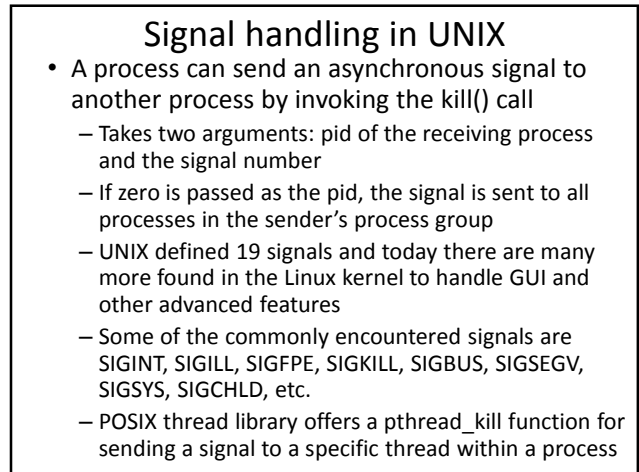 Signal handling in UNIX
• A process can send an asynchronous signal to
another process by invoking the kill() call
– Takes two arguments: pid of the receiving process
and the signal number
– If zero is passed as the pid, the signal is sent to all
processes in the sender's process group
– UNIX defined 19 signals and today there are many
more found in the Linux kernel to handle GUI and
other advanced features
– Some of the commonly encountered signals are
SIGINT, SIGILL, SIGFPE, SIGKILL, SIGBUS, SIGSEGV,
SIGSYS, SIGCHLD, etc.
– POSIX thread library offers a pthread_kill function for
sending a signal to a specific thread within a process